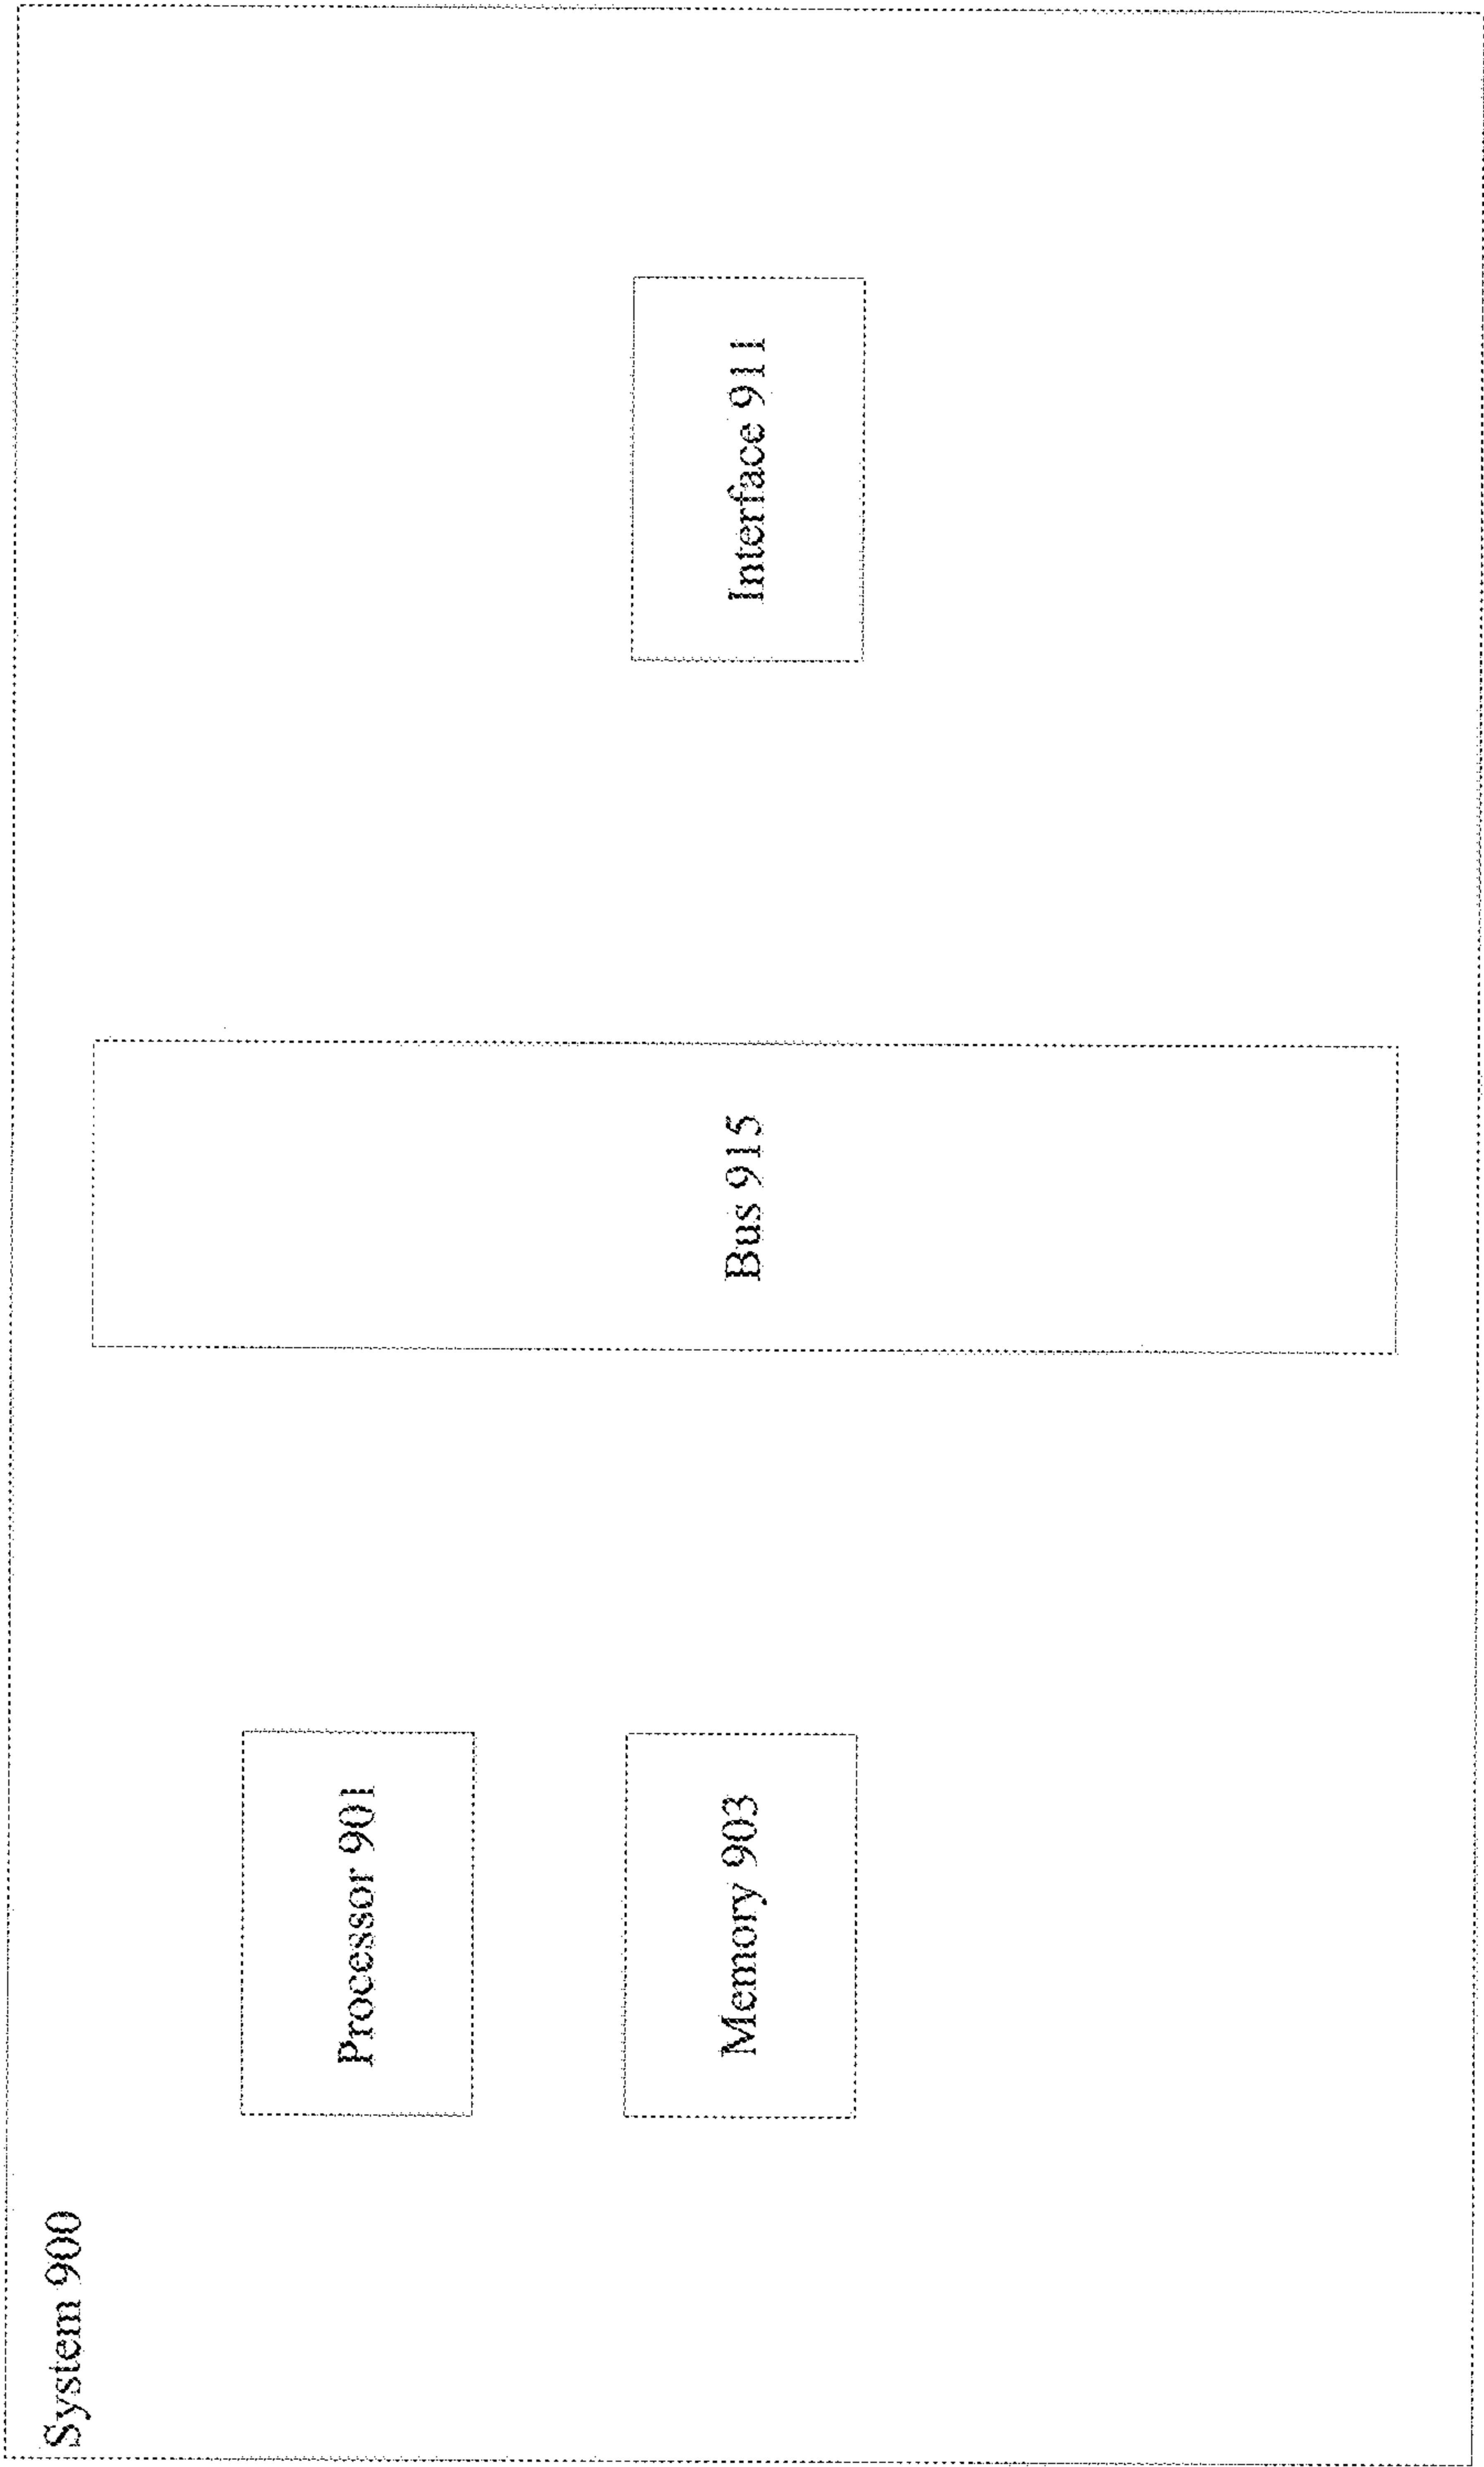 System 900
Processor 901
Memory 903
Bus 915
Interface 911